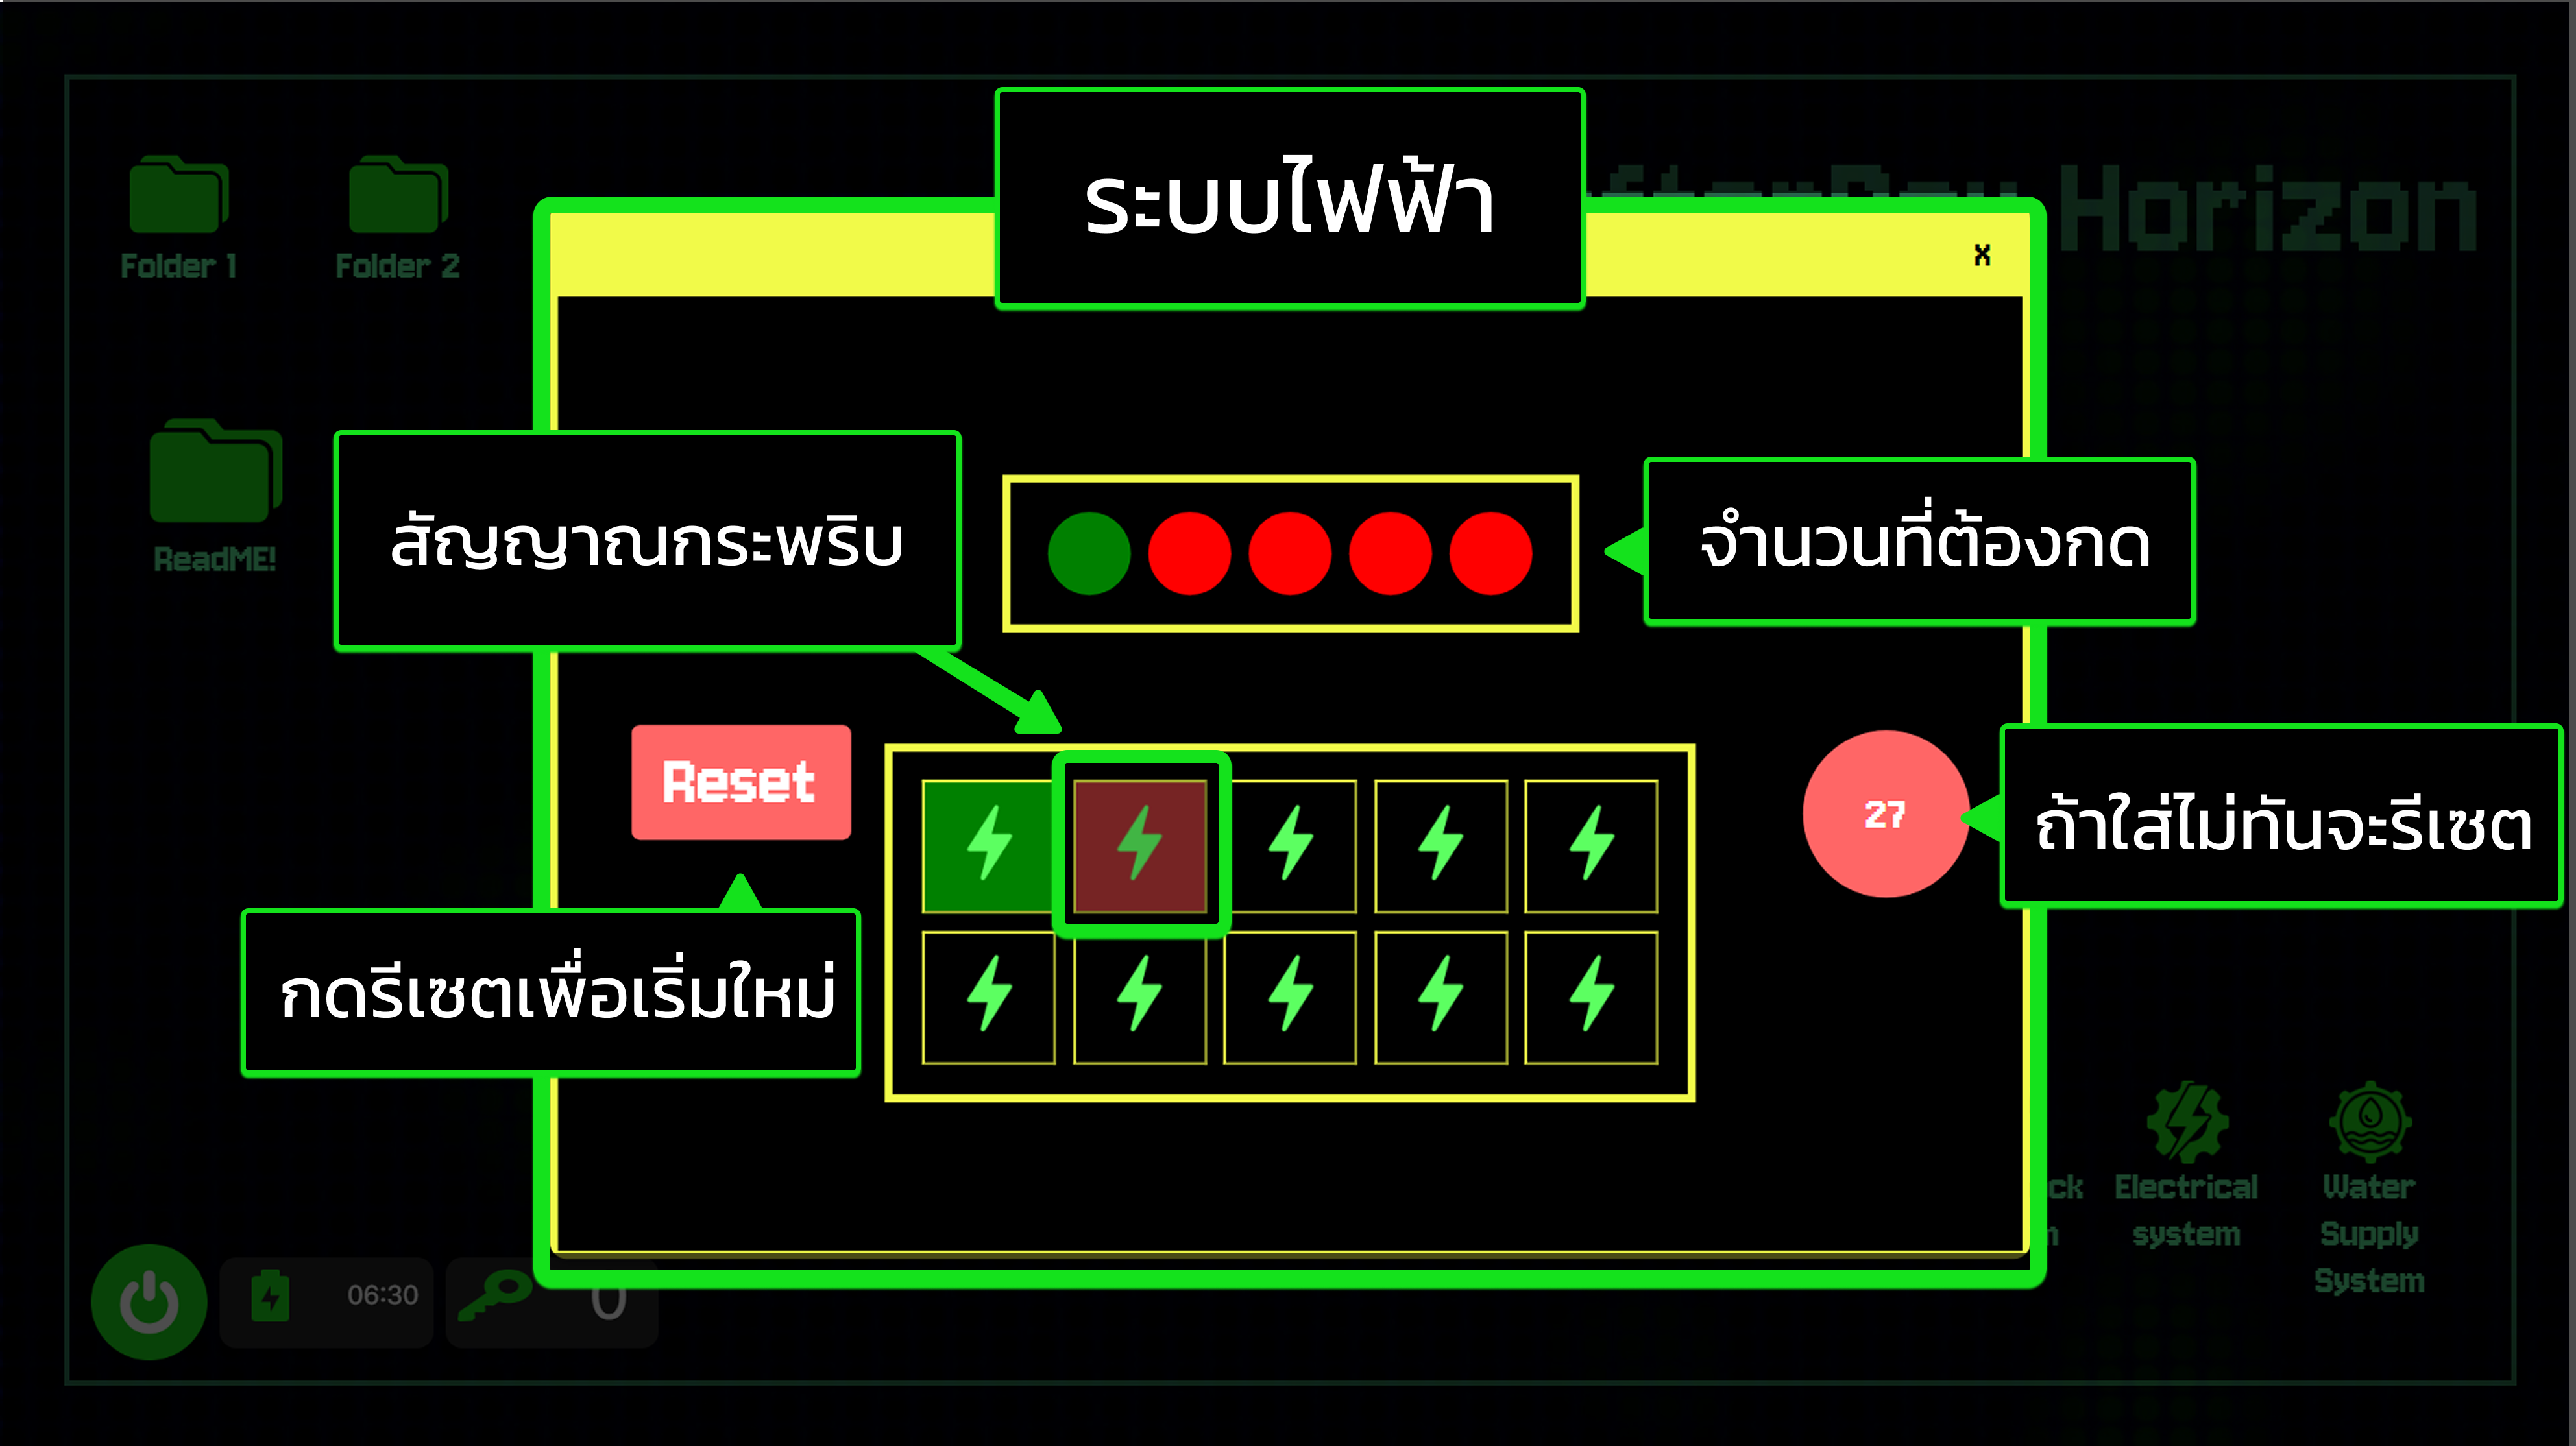 ระบบไฟฟ้า
Horizon
x
Folder 1
Folder 2
สัญญาณกระพริบ
จำนวนที่ต้องกด
ReadME!
Reset
27
ถ้าใส่ไม่ทันจะรีเซต
กดรีเซตเพื่อเริ่มใหม่
Electrical
system
Water
Supply
System
06:30
0